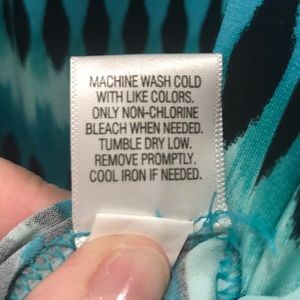 MACHINE WASH COLD
WITH LIKE COLORS.
ONLY NON-CHLORINE
BLEACH WHEN NEEDED.
TUMBLE DRY LOW.
REMOVE PROMPTLY.
COOL IRON IF NEEDED.